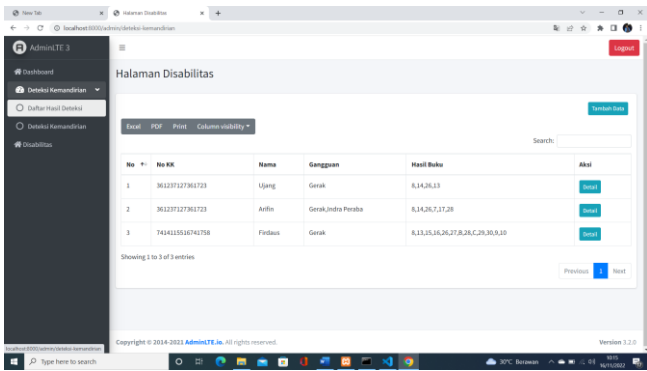 New Tab
Halaman Disabilitas
localhost:8000/admin/deteksi-kemandirian
AdminLTE 3
Logout
Dashboard
Halaman Disabilitas
Deteksi Kemandirian
Daftar Hasil Deteksi
Tambah Data
Deteksi Kemandirian
Excel PDF Print Column visibility
Disabilitas
Search:
No No KK Nama Gangguan Hasil Buku Aksi
1 361237127361723 Ujang Gerak 8,14,26,13 Detail
2 361237127361723 Arifin Gerak,Indra Peraba 8,14,26,7,17,28 Detail
3 7414115516741758 Firdaus Gerak 8,13,15,16,26,27,B,28,C,29,30,9,10 Detail
Showing 1 to 3 of 3 entries
Previous 1 Next
Copyright © 2014-2021 AdminLTE.io. All rights reserved.
Version 3.2.0
localhost:8000/admin/deteksi-kemandirian
Type here to search
30°C Berawan
10:15
16/11/2022